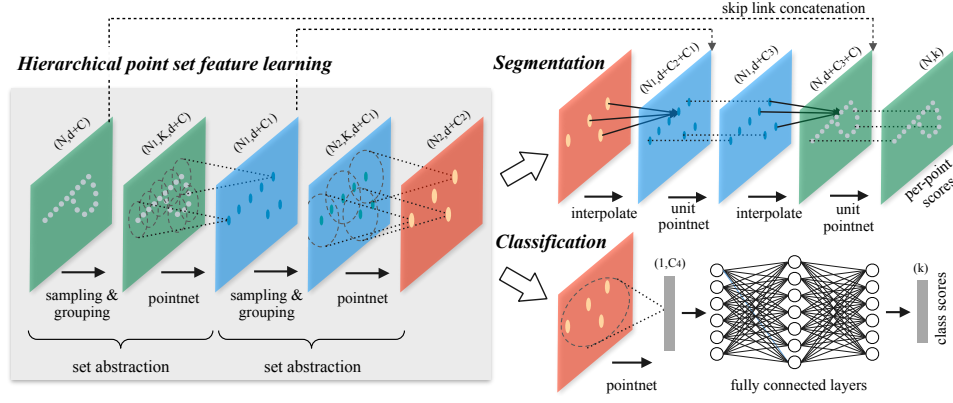 skip link concatenation
Hierarchical point set feature learning
(N,d+C)
(N1,K,d+C)
(N1,d+C1)
(N2,K,d+C1)
(N2,d+C2)
sampling &
grouping
pointnet
sampling &
grouping
pointnet
set abstraction
set abstraction
Segmentation
(N1,d+C2+C1)
(N1,d+C3)
(N,d+C3+C)
(N,k)
interpolate
unit
pointnet
interpolate
unit
pointnet
per-point
scores
Classification
(1,C4)
pointnet
fully connected layers
(k)
class scores